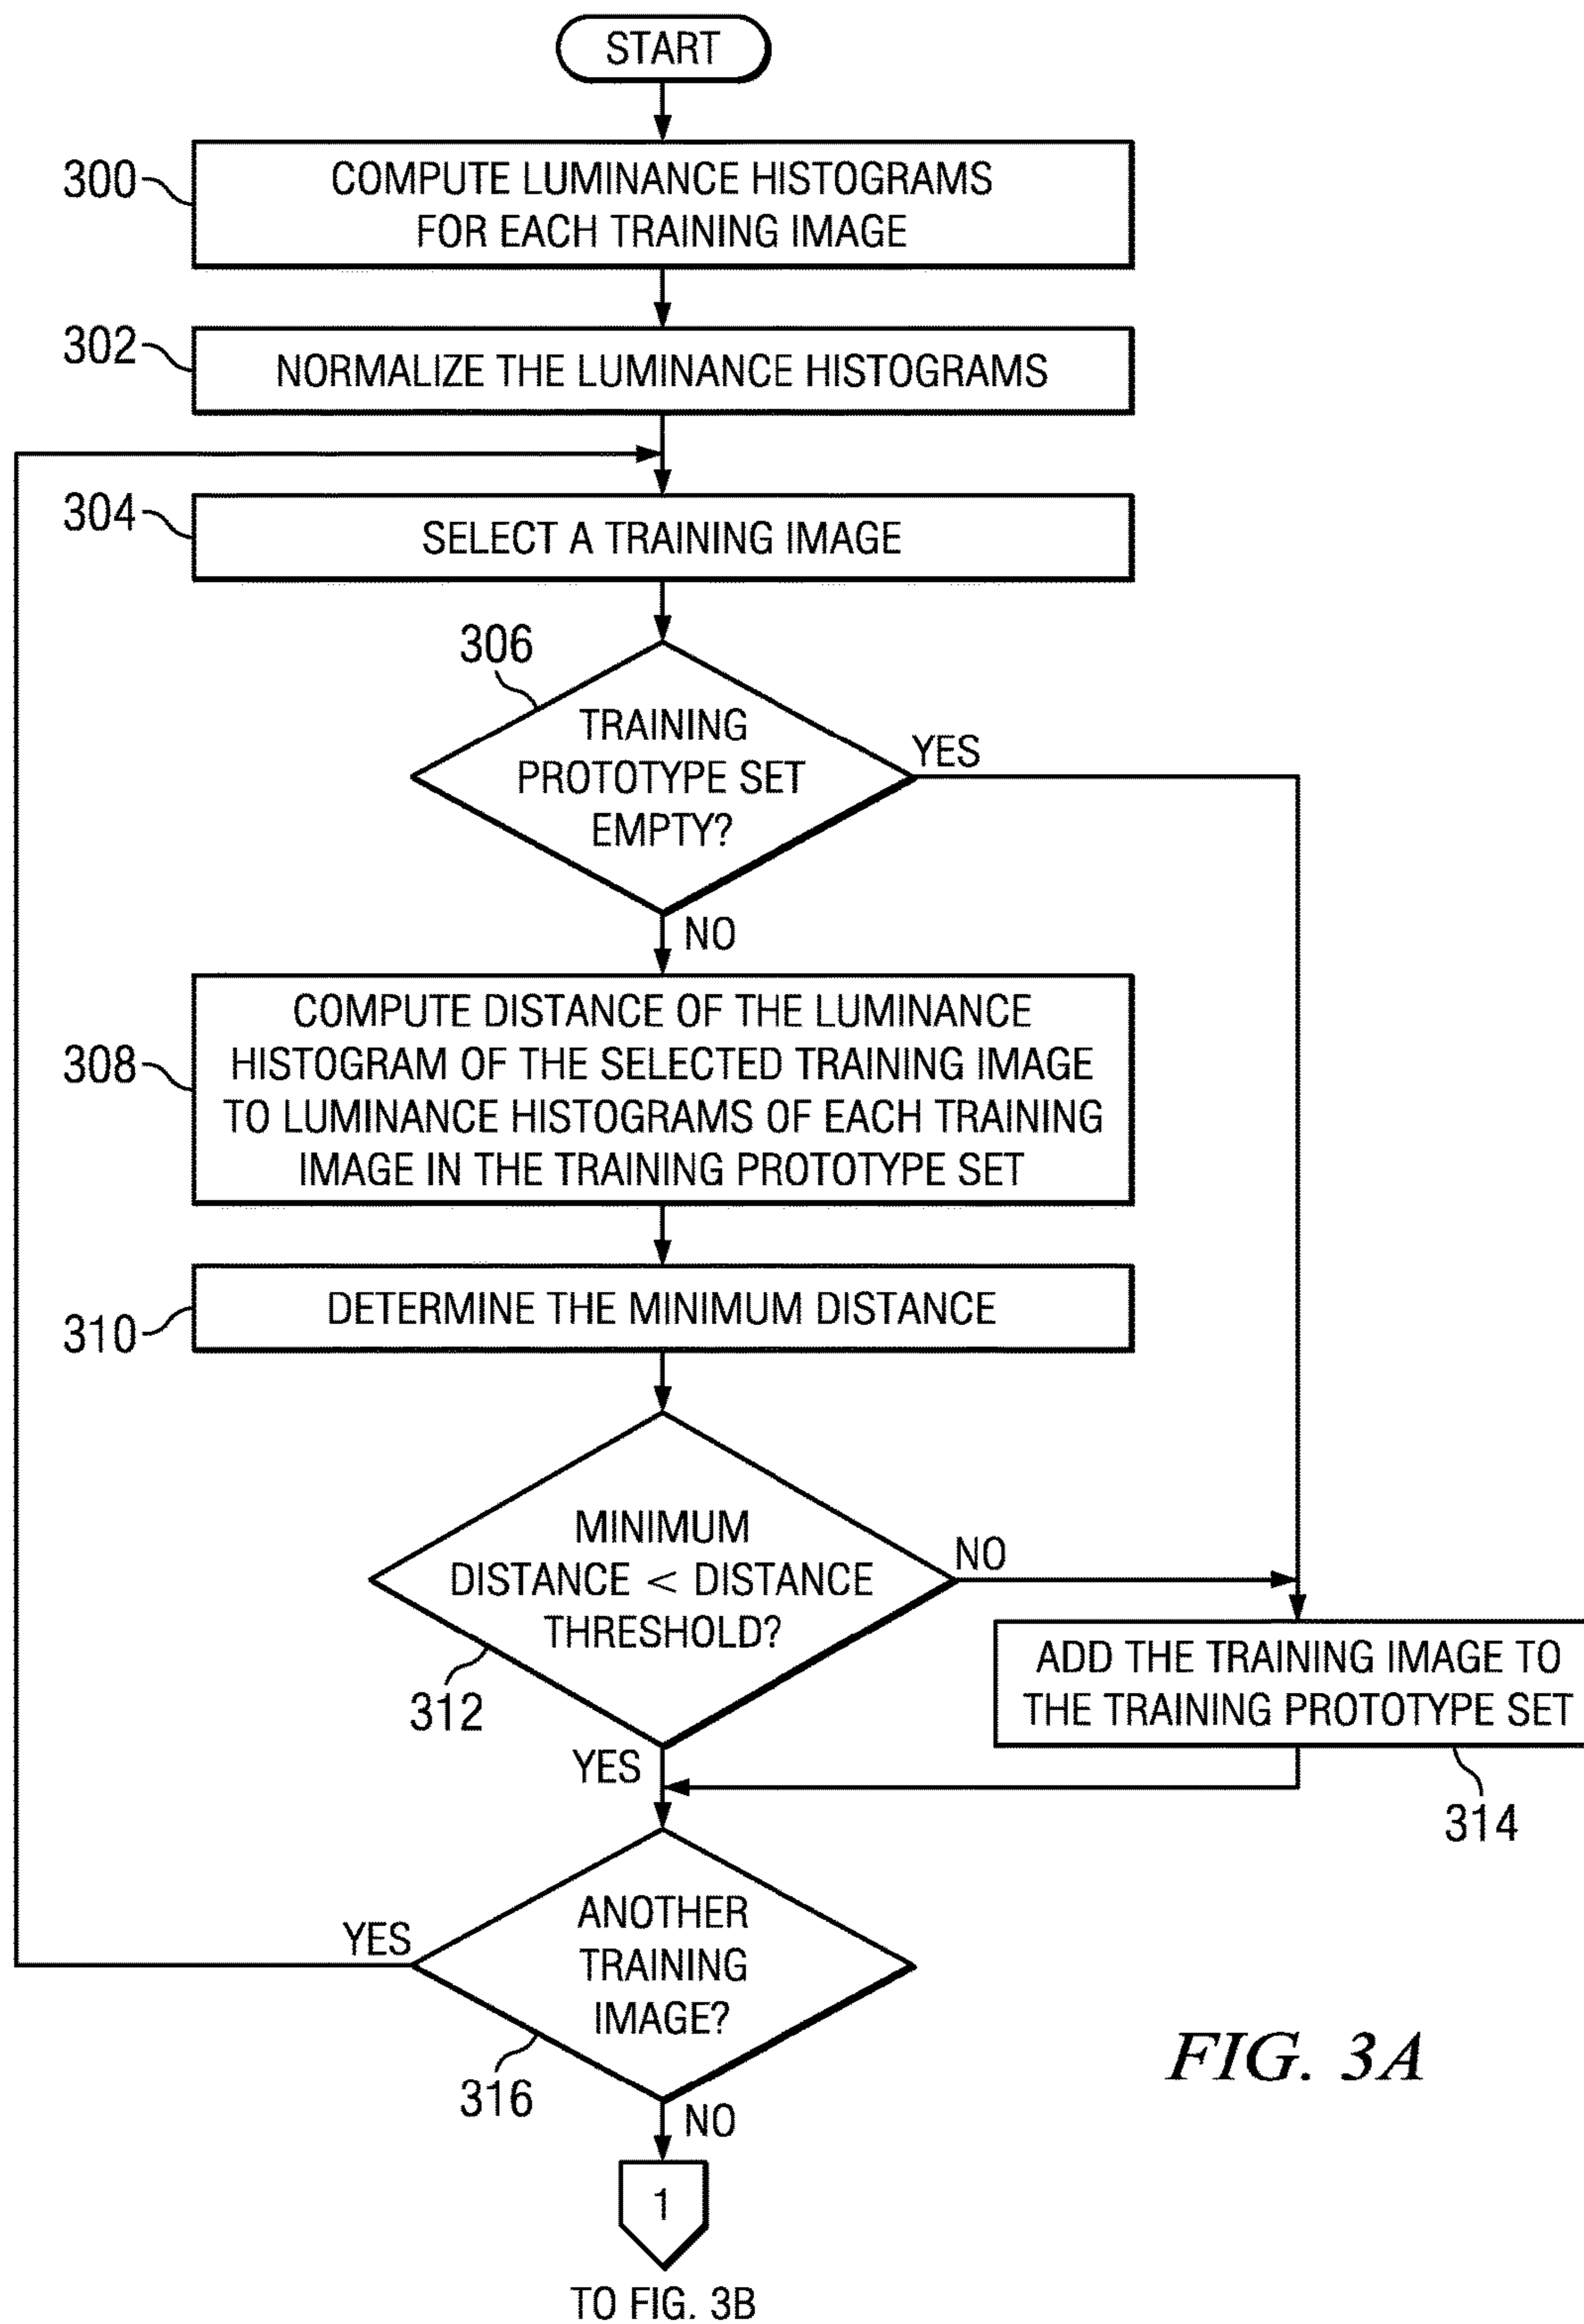 START
300
COMPUTE LUMINANCE HISTOGRAMS
FOR EACH TRAINING IMAGE
302
NORMALIZE THE LUMINANCE HISTOGRAMS
304
SELECT A TRAINING IMAGE
306
TRAINING
PROTOTYPE SET
EMPTY?
YES
NO
308
COMPUTE DISTANCE OF THE LUMINANCE
HISTOGRAM OF THE SELECTED TRAINING IMAGE
TO LUMINANCE HISTOGRAMS OF EACH TRAINING
IMAGE IN THE TRAINING PROTOTYPE SET
310
DETERMINE THE MINIMUM DISTANCE
MINIMUM
DISTANCE < DISTANCE
THRESHOLD?
NO
312
YES
ADD THE TRAINING IMAGE TO
THE TRAINING PROTOTYPE SET
314
ANOTHER
TRAINING
IMAGE?
YES
316
NO
1
TO FIG. 3B
FIG. 3A